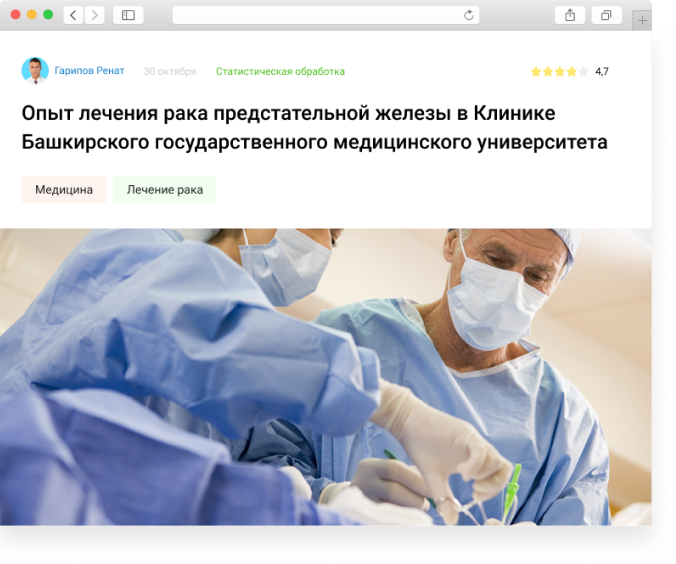 Гарипов Ренат 30 октября Статистическая обработка 4,7
Опыт лечения рака предстательной железы в Клинике
Башкирского государственного медицинского университета
Медицина Лечение рака